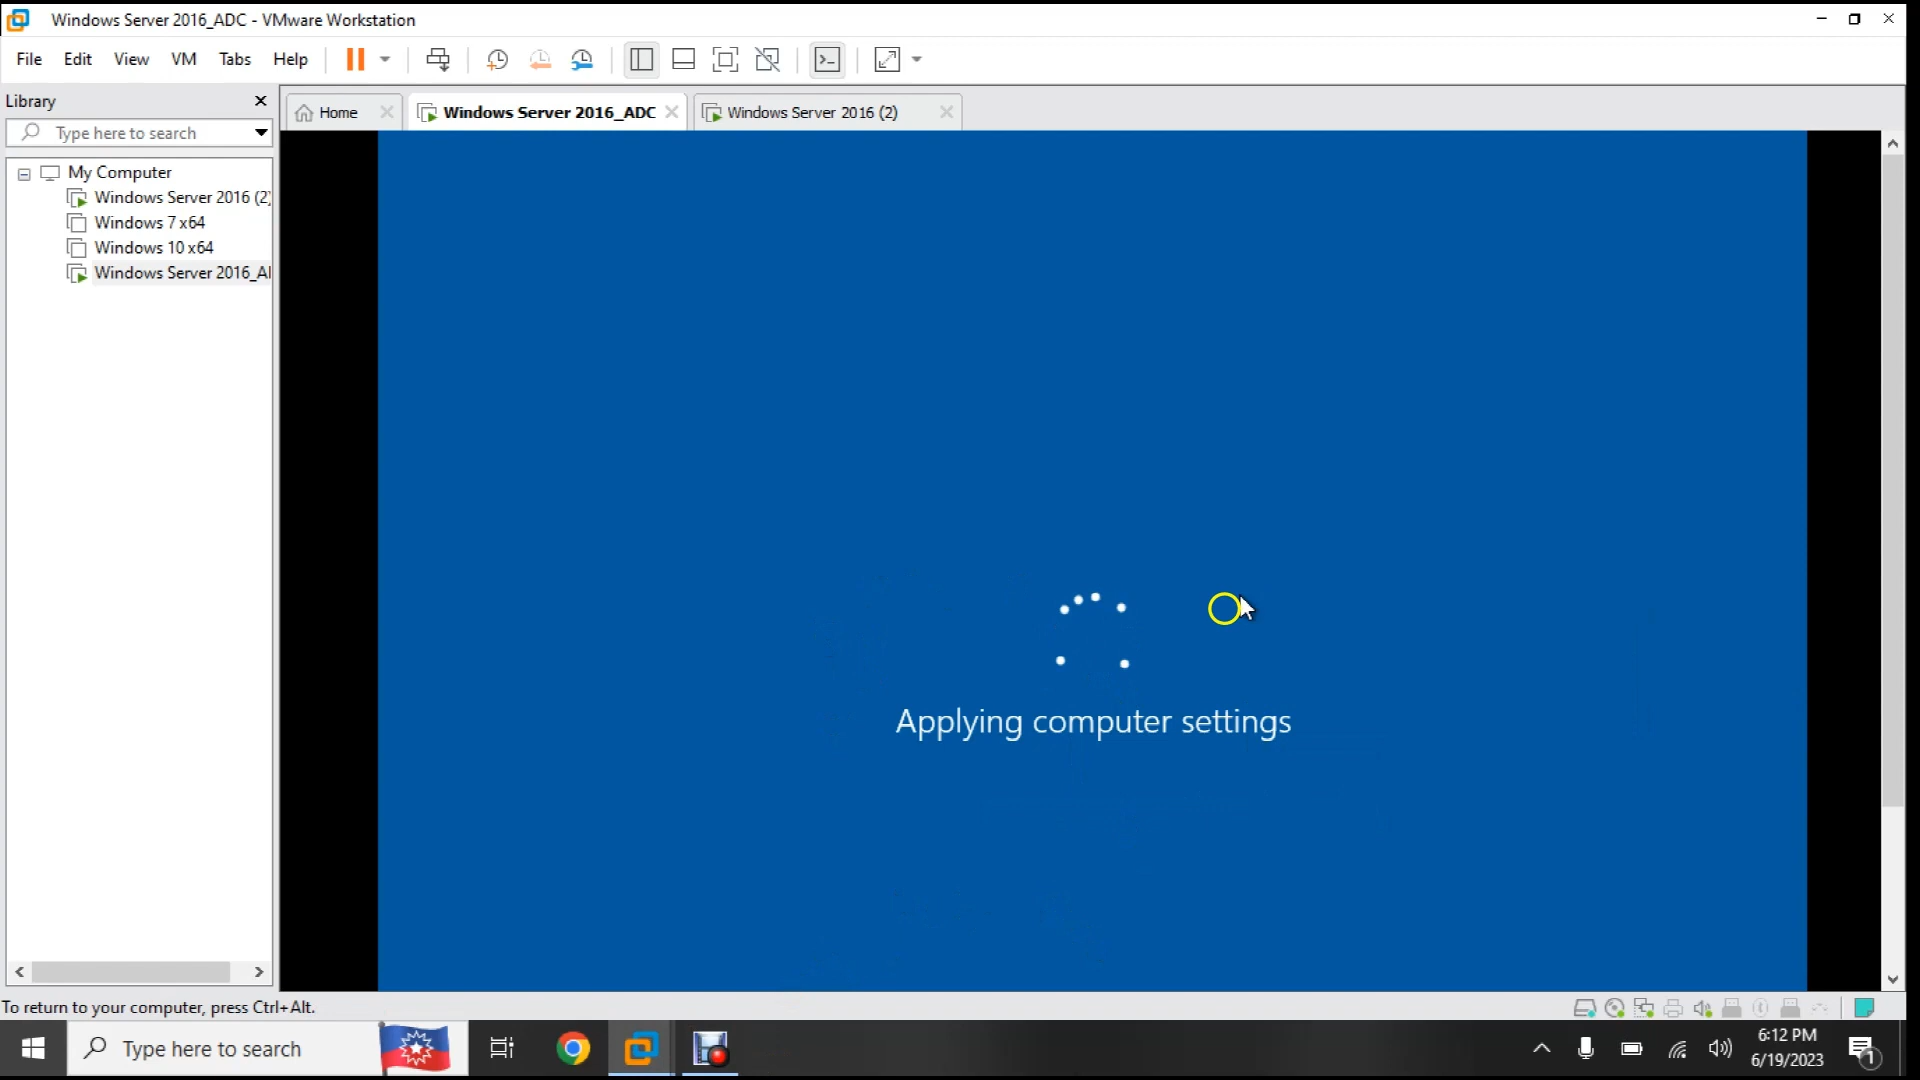 Windows Server 2016_ADC - VMware Workstation
File Edit View VM Tabs Help
Library
Type here to search
Home
Windows Server 2016_ADC
Windows Server 2016 (2)
My Computer
Windows Server 2016 (2)
Windows 7 x64
Windows 10 x64
Windows Server 2016_AI
Applying computer settings
To return to your computer, press Ctrl+Alt.
Type here to search
6:12 PM
6/19/2023
1